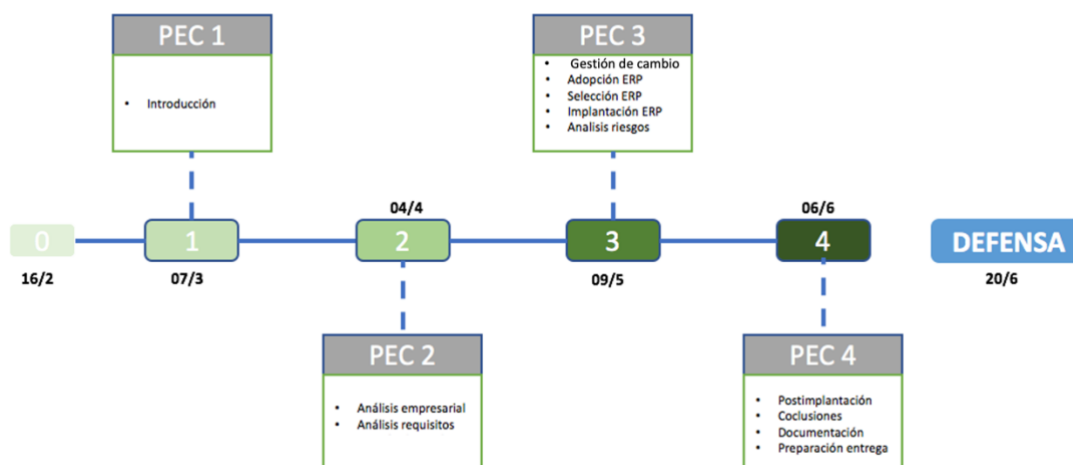 PEC 1
• Introducción
PEC 3
• Gestión de cambio
• Adopción ERP
• Selección ERP
• Implantación ERP
• Analisis riesgos
04/4
06/6
0
1
2
3
4
DEFENSA
16/2
07/3
09/5
20/6
PEC 2
• Análisis empresarial
• Análisis requisitos
PEC 4
• Postimplantación
• Coclusiones
• Documentación
• Preparación entrega